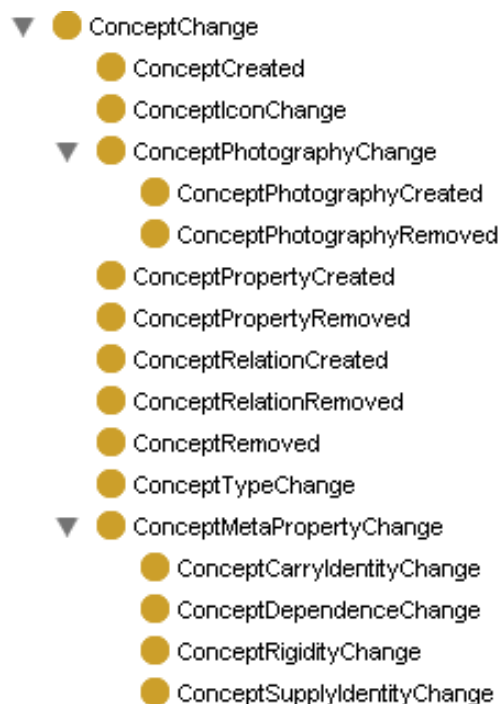 ConceptChange
ConceptCreated
ConceptIconChange
ConceptPhotographyChange
ConceptPhotographyCreated
ConceptPhotographyRemoved
ConceptPropertyCreated
ConceptPropertyRemoved
ConceptRelationCreated
ConceptRelationRemoved
ConceptRemoved
ConceptTypeChange
ConceptMetaPropertyChange
ConceptCarryIdentityChange
ConceptDependenceChange
ConceptRigidityChange
ConceptSupplyIdentityChange